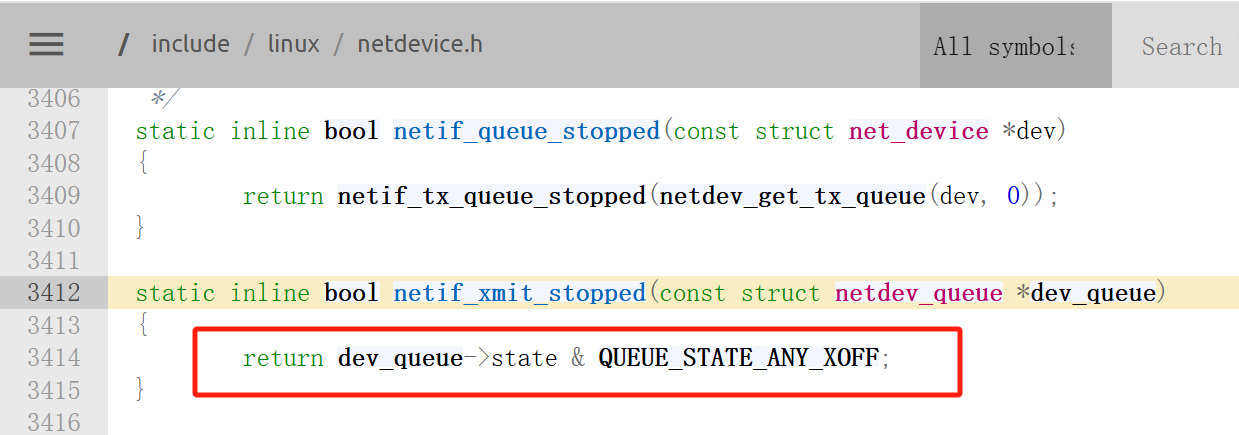 / include / linux / netdevice.h
All symbols
Search
3406 */
3407 static inline bool netif_queue_stopped(const struct net_device *dev)
3408 {
3409 return netif_tx_queue_stopped(netdev_get_tx_queue(dev, 0));
3410 }
3411
3412 static inline bool netif_xmit_stopped(const struct netdev_queue *dev_queue)
3413 {
3414 return dev_queue->state & QUEUE_STATE_ANY_XOFF;
3415 }
3416